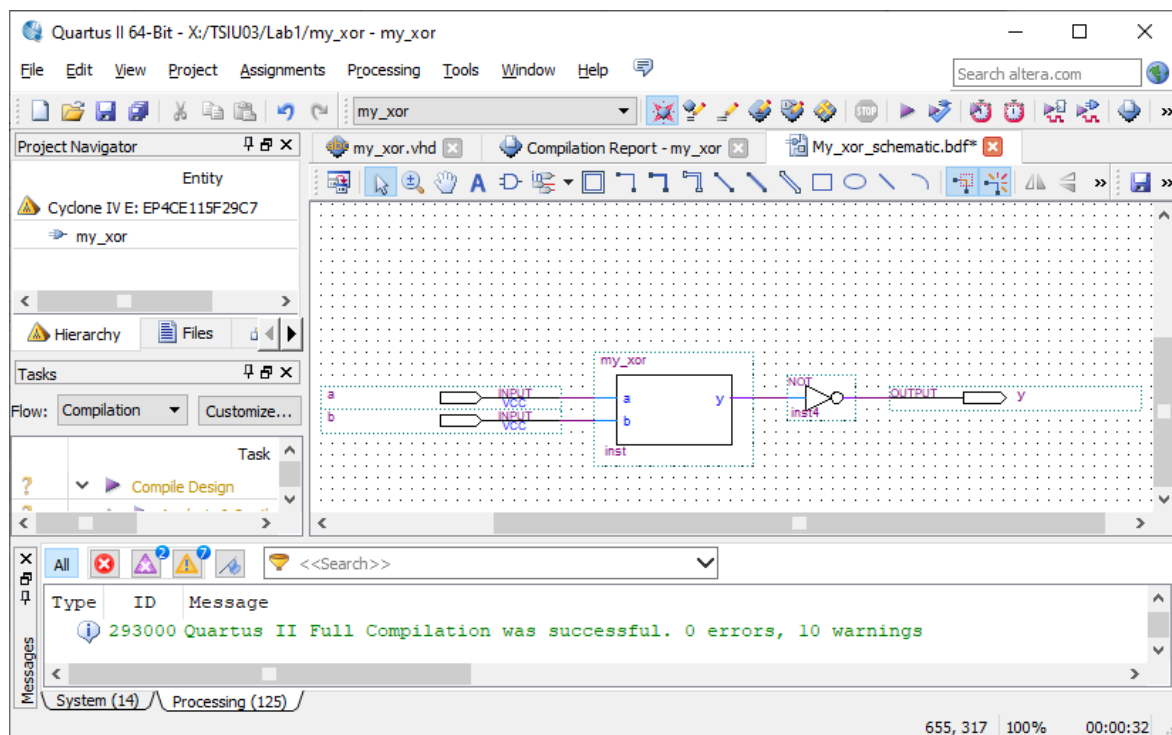 Quartus II 64-Bit - X:/TSIU03/Lab1/my_xor - my_xor
File Edit View Project Assignments Processing Tools Window Help
Search altera.com
my_xor
STOP
Project Navigator
my_xor.vhd
Compilation Report - my_xor
My_xor_schematic.bdf*
Entity
Cyclone IV E: EP4CE115F29C7
my_xor
Hierarchy
Files
Tasks
Flow: Compilation
Customize...
Task
? Compile Design
my_xor
a
INPUT
VCC
b
INPUT
VCC
a
b
y
inst
NOT
inst4
OUTPUT
y
All
2
7
<<Search>>
Type ID Message
293000 Quartus II Full Compilation was successful. 0 errors, 10 warnings
Messages
System (14)
Processing (125)
655, 317 100% 00:00:32